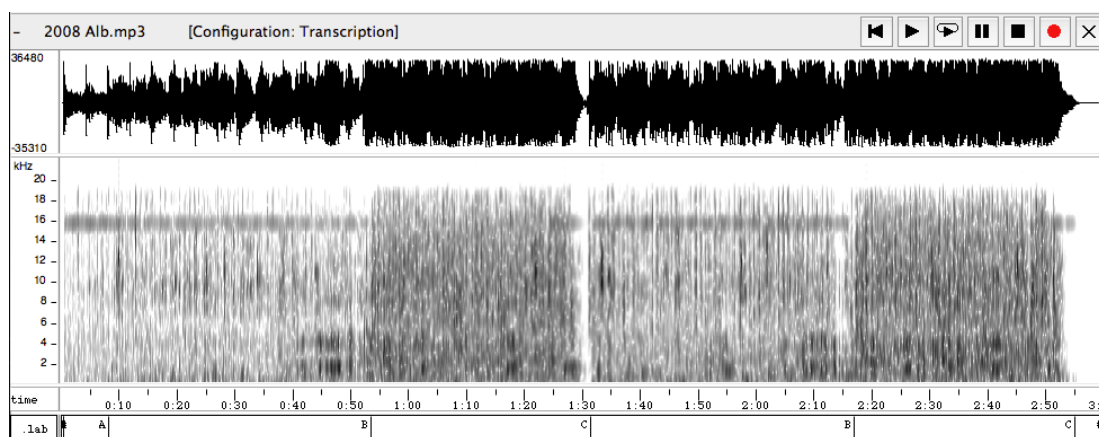 – 2008 Alb.mp3 [Configuration: Transcription]
36480
-35310
kHz
20
16
14
12
10
8
6
4
2
time 0:10 0:20 0:30 0:40 0:50 1:00 1:10 1:20 1:30 1:40 1:50 2:00 2:10 2:20 2:30 2:40 2:50 3:
.lab # A B C B C #